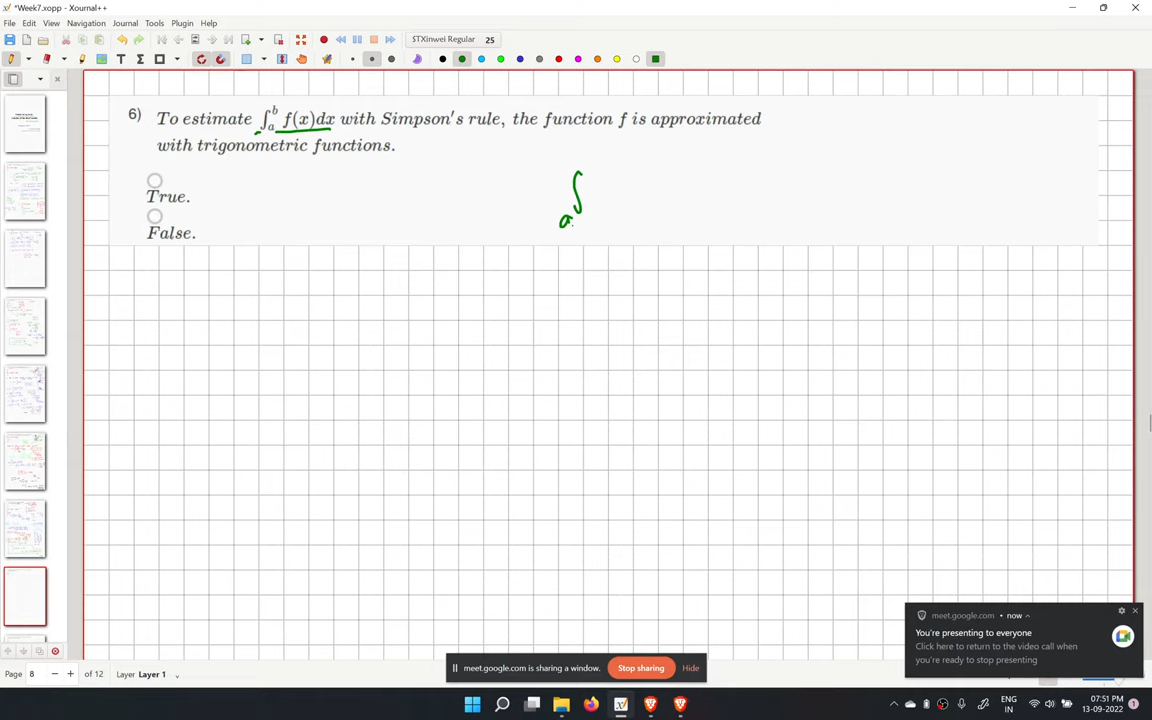 *Week7.xopp - Xournal++
File Edit View Navigation Journal Tools Plugin Help
STXinwei Regular 25
6) To estimate ∫_a^b f(x)dx with Simpson's rule, the function f is approximated
with trigonometric functions.
True.
False.
∫
a
meet.google.com • now
You're presenting to everyone
Click here to return to the video call when
you're ready to stop presenting
meet.google.com is sharing a window. Stop sharing Hide
Page 8 of 12 Layer Layer 1
ENG
IN
07:51 PM
13-09-2022